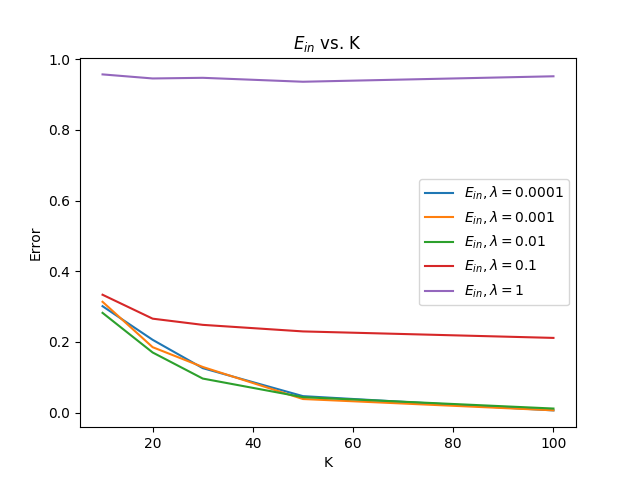 E_in vs. K
1.0
0.8
0.6
0.4
0.2
0.0
Error
E_in, λ = 0.0001
E_in, λ = 0.001
E_in, λ = 0.01
E_in, λ = 0.1
E_in, λ = 1
20 40 60 80 100
K